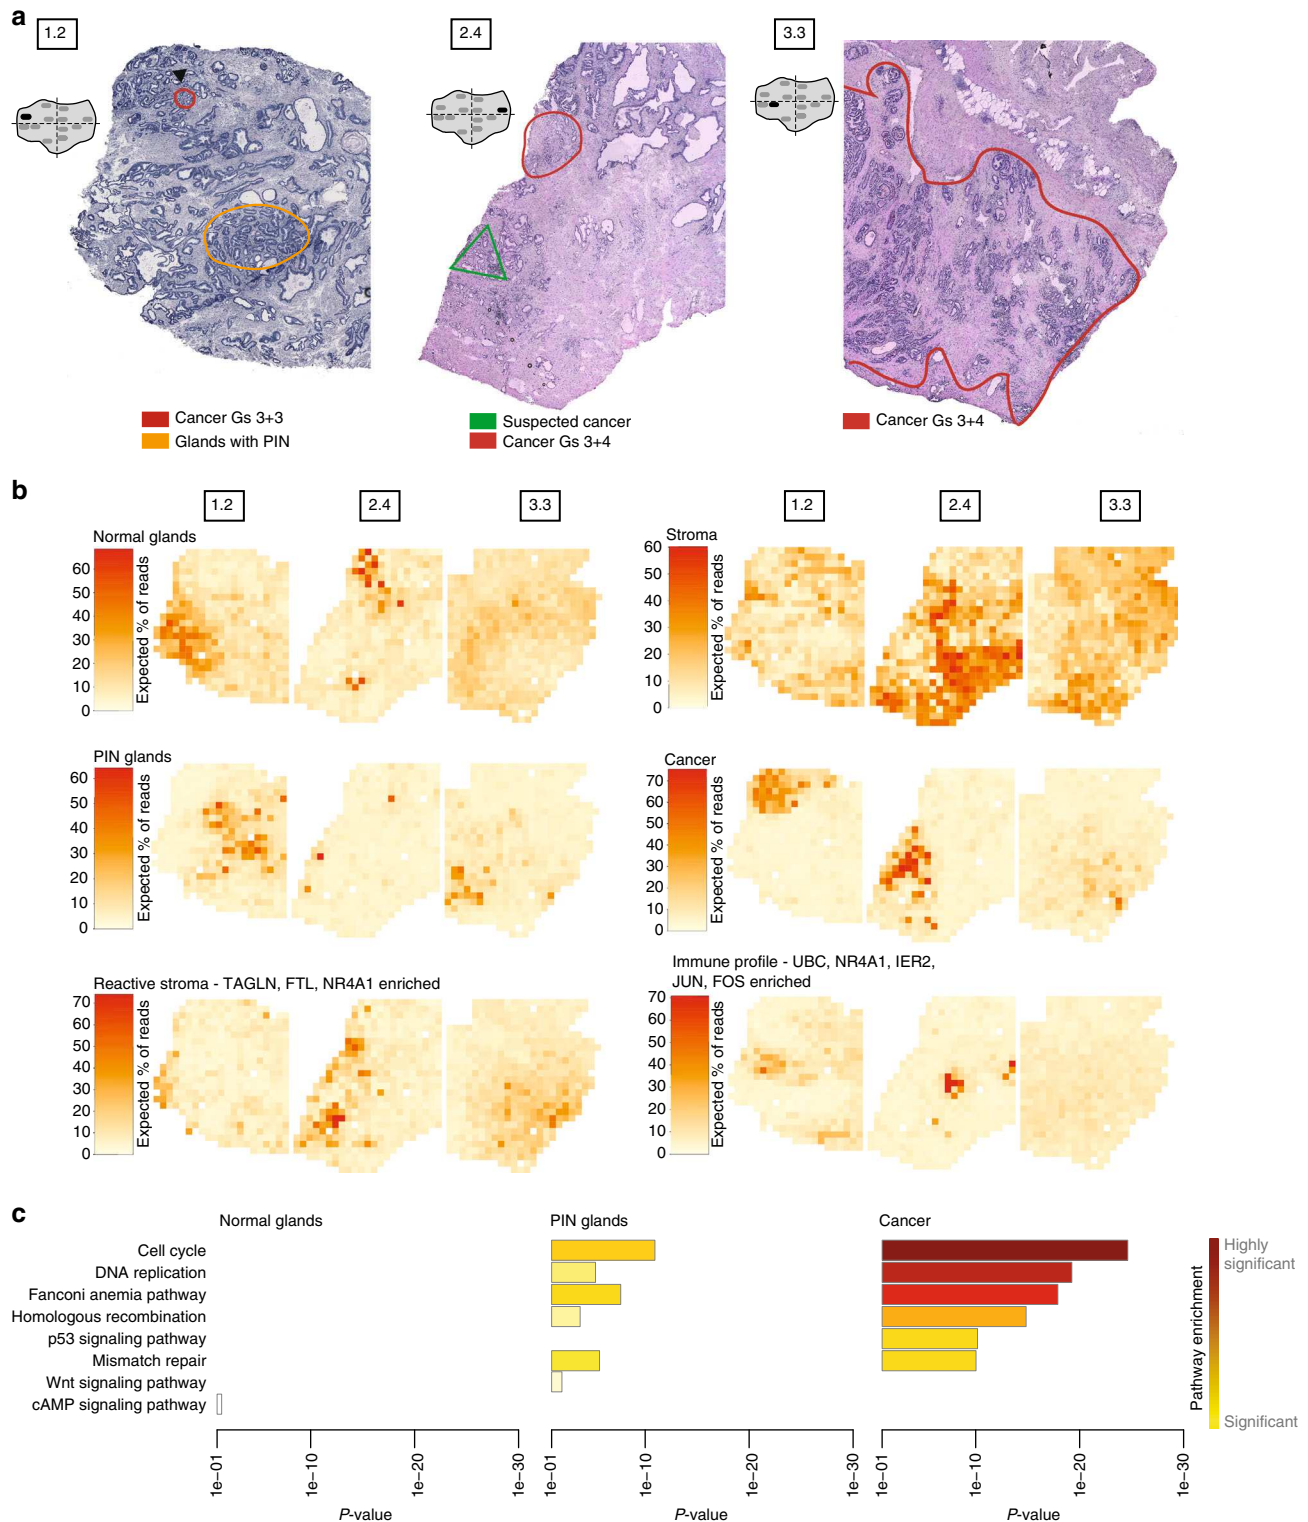 a
1.2
2.4
3.3
Cancer Gs 3+3
Glands with PIN
Suspected cancer
Cancer Gs 3+4
Cancer Gs 3+4
b
1.2
2.4
3.3
1.2
2.4
3.3
Normal glands
60
50
40
30
20
10
0
Expected % of reads
Stroma
60
50
40
30
20
10
0
Expected % of reads
PIN glands
60
50
40
30
20
10
0
Expected % of reads
Cancer
70
60
50
40
30
20
10
0
Expected % of reads
Reactive stroma - TAGLN, FTL, NR4A1 enriched
70
60
50
40
30
20
10
0
Expected % of reads
Immune profile - UBC, NR4A1, IER2,
JUN, FOS enriched
70
60
50
40
30
20
10
0
Expected % of reads
c
Normal glands
PIN glands
Cancer
Cell cycle
DNA replication
Fanconi anemia pathway
Homologous recombination
p53 signaling pathway
Mismatch repair
Wnt signaling pathway
cAMP signaling pathway
1e−01
1e−10
1e−20
1e−30
P-value
1e−01
1e−10
1e−20
1e−30
P-value
1e−01
1e−10
1e−20
1e−30
P-value
Pathway enrichment
Highly
significant
Significant